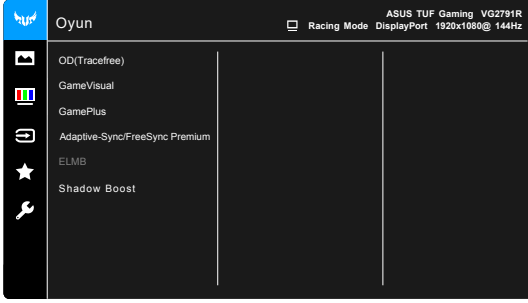 Oyun
ASUS TUF Gaming VG2791R
Racing Mode DisplayPort 1920x1080@ 144Hz
OD(Tracefree)
GameVisual
GamePlus
Adaptive-Sync/FreeSync Premium
ELMB
Shadow Boost